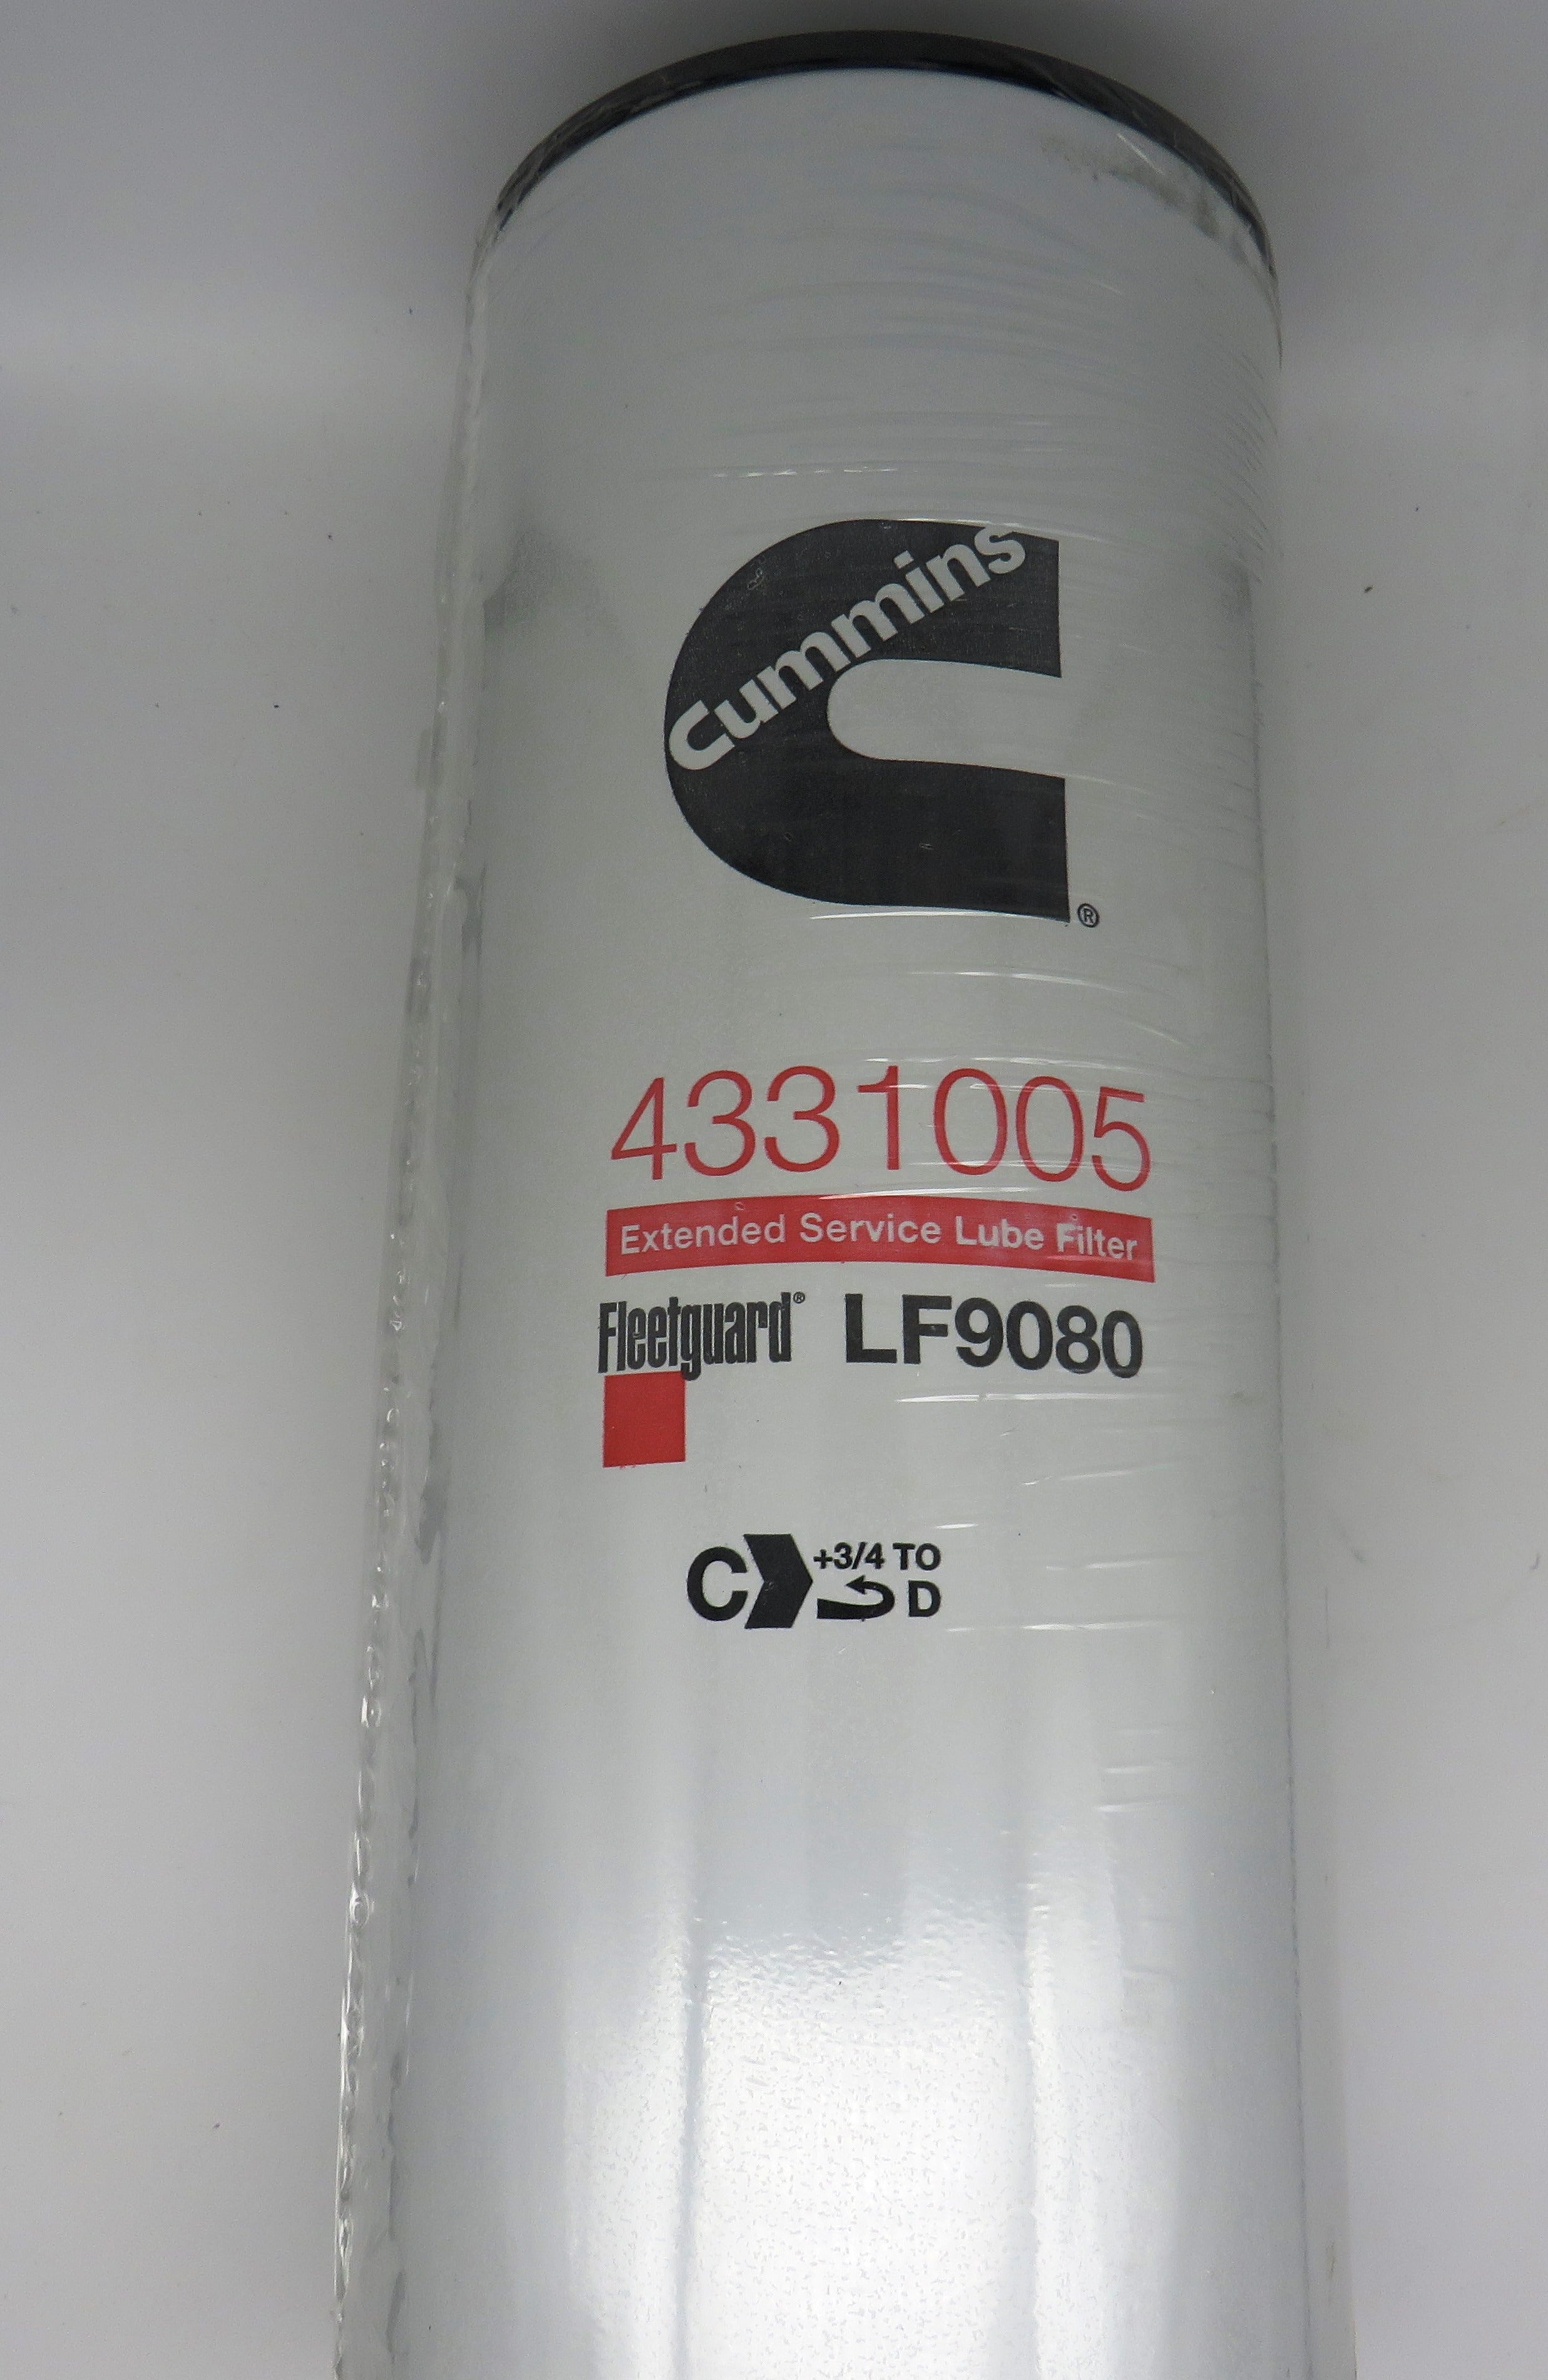 Cummins
®
4331005
Extended Service Lube Filter
Fleetguard® LF9080
C +3/4 TO
D